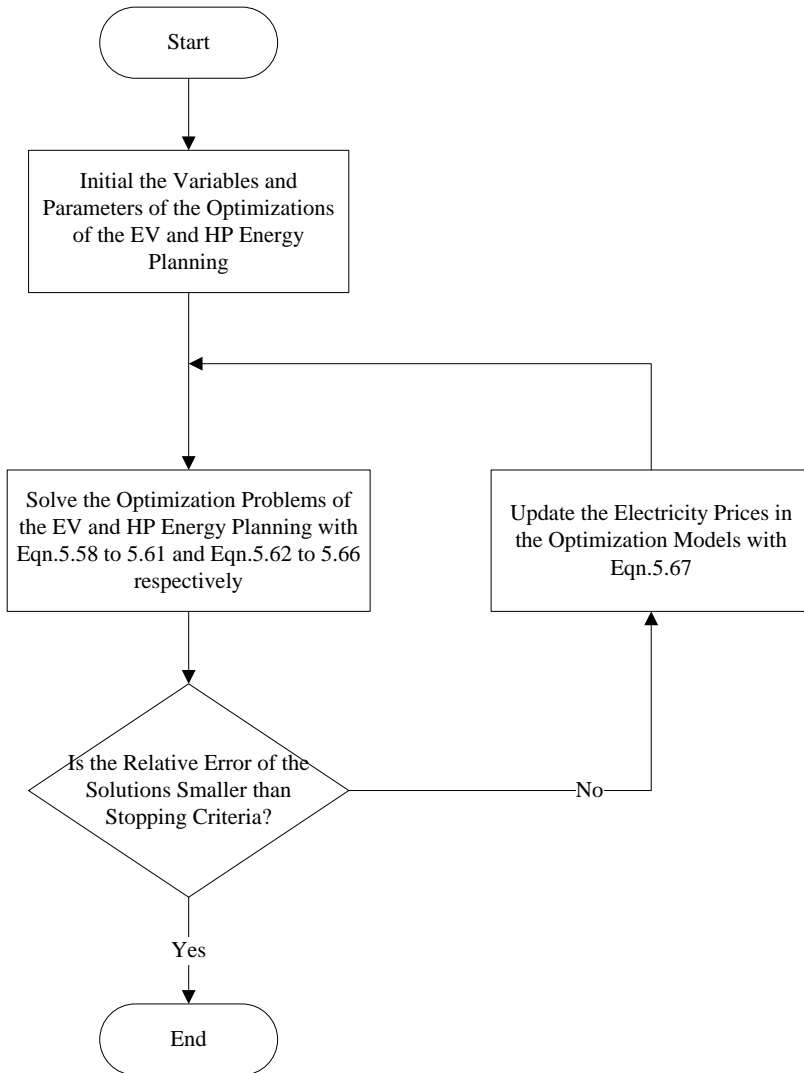 Start
Initial the Variables and
Parameters of the Optimizations
of the EV and HP Energy
Planning
Solve the Optimization Problems of
the EV and HP Energy Planning with
Eqn.5.58 to 5.61 and Eqn.5.62 to 5.66
respectively
Update the Electricity Prices in
the Optimization Models with
Eqn.5.67
Is the Relative Error of the
Solutions Smaller than
Stopping Criteria?
No
Yes
End